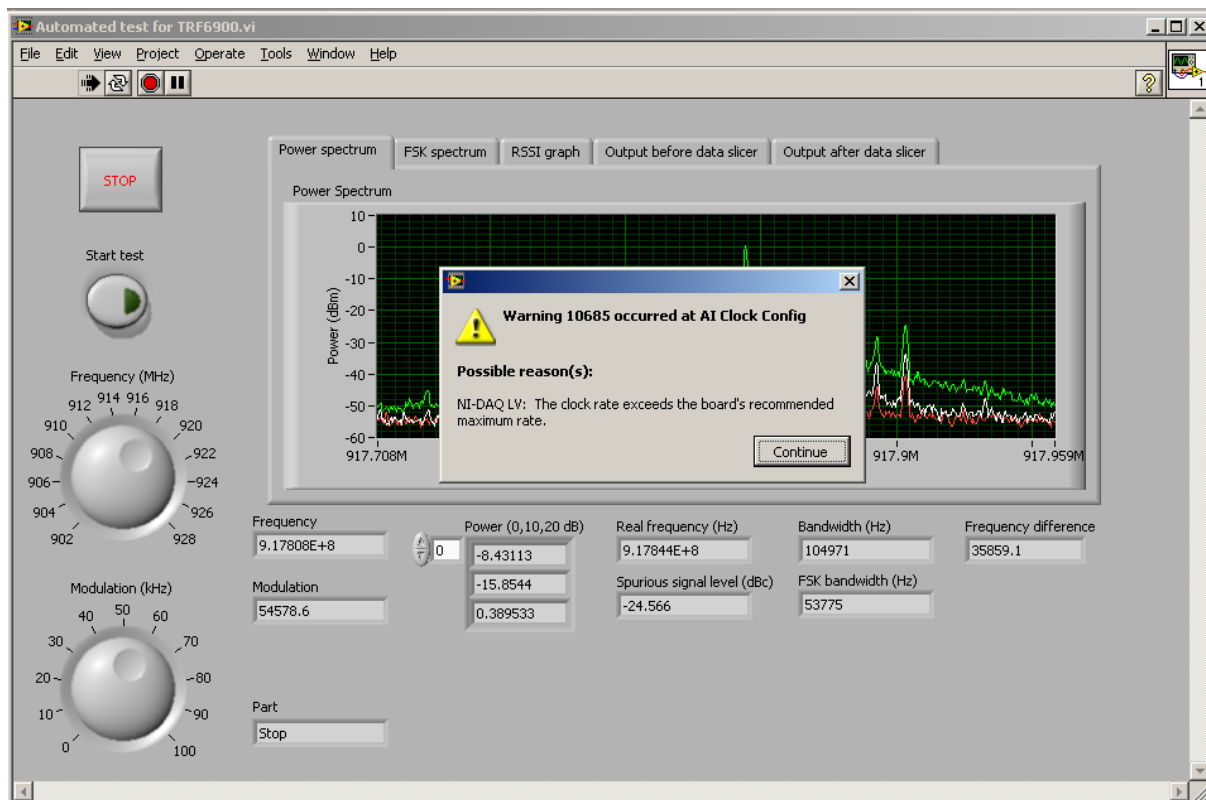 Automated test for TRF6900.vi
File Edit View Project Operate Tools Window Help
1
STOP
Start test
Frequency (MHz)
902 904 906 908 910 912 914 916 918 920 922 924 926 928
Modulation (kHz)
0 10 20 30 40 50 60 70 80 90 100
Power spectrum FSK spectrum RSSI graph Output before data slicer Output after data slicer
Power Spectrum
Power (dBm)
10
0
-10
-20
-30
-40
-50
-60
917.708M 917.9M 917.959M
Warning 10685 occurred at AI Clock Config
Possible reason(s):
NI-DAQ LV: The clock rate exceeds the board's recommended
maximum rate.
Continue
Frequency
9.17808E+8
Modulation
54578.6
Part
Stop
0
Power (0,10,20 dB)
-8.43113
-15.8544
0.389533
Real frequency (Hz)
9.17844E+8
Spurious signal level (dBc)
-24.566
Bandwidth (Hz)
104971
FSK bandwidth (Hz)
53775
Frequency difference
35859.1